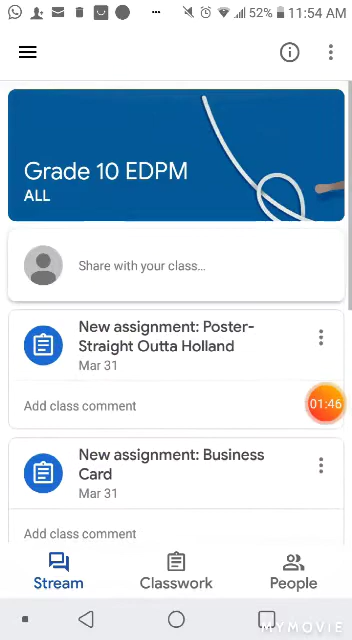 52% 11:54 AM
Grade 10 EDPM
ALL
Share with your class...
New assignment: Poster-
Straight Outta Holland
Mar 31
Add class comment
01:46
New assignment: Business
Card
Mar 31
Add class comment
Stream Classwork People
MYMOVIE